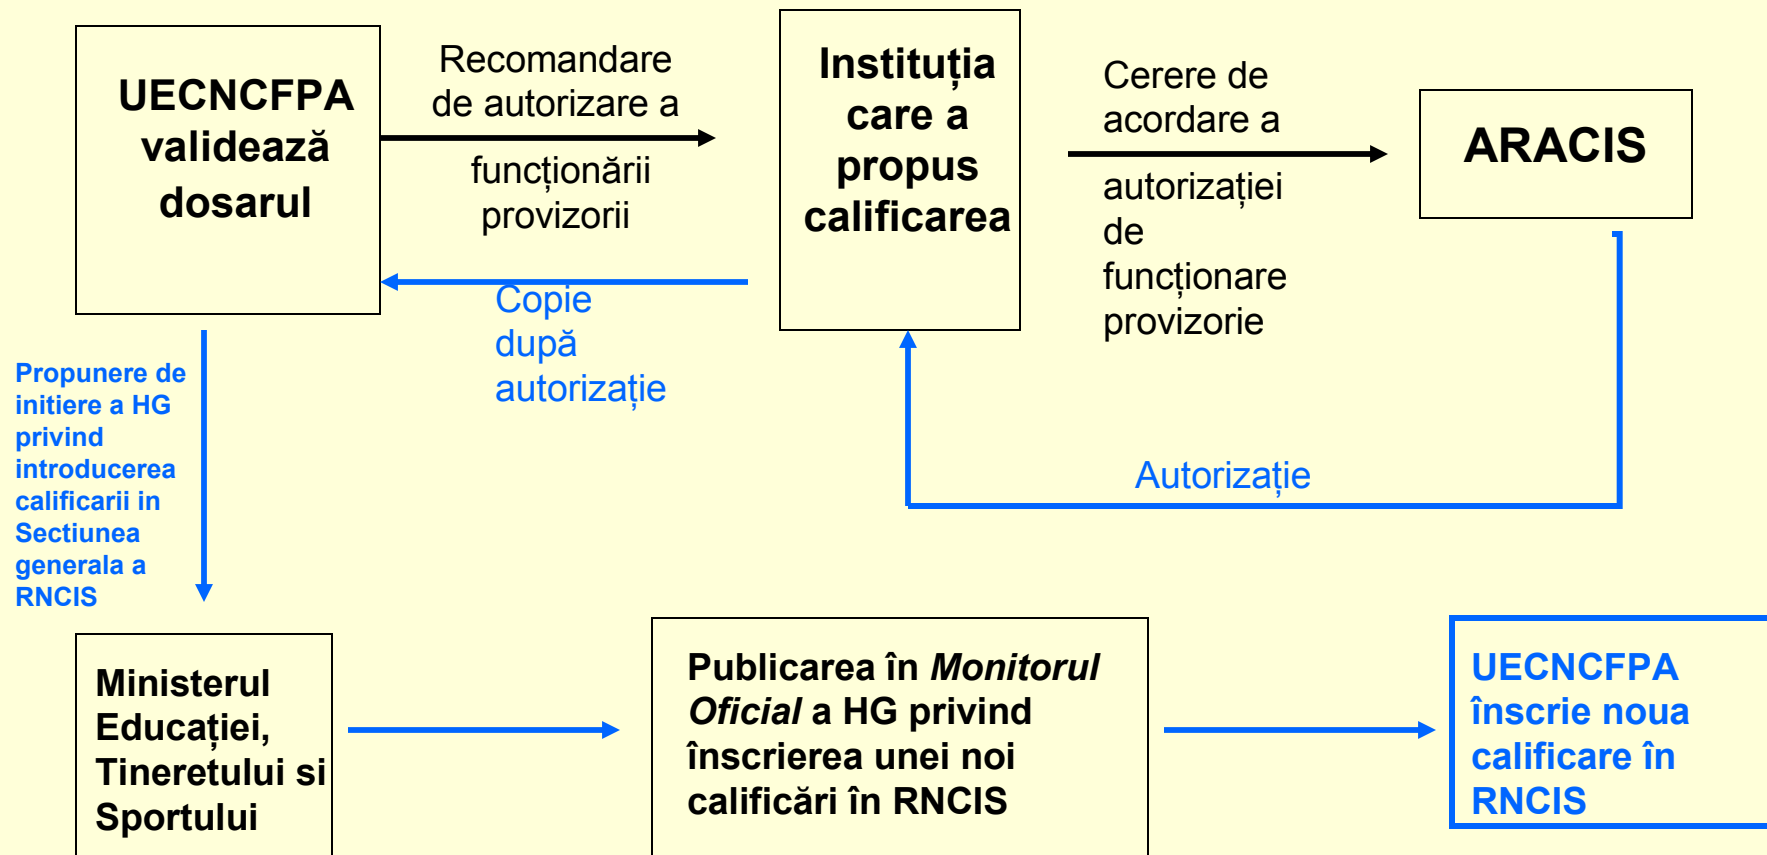 UECNCFPA
validează
dosarul
Recomandare
de autorizare a
funcționării
provizorii
Instituția
care a
propus
calificarea
Cerere de
acordare a
autorizației
de
funcționare
provizorie
ARACIS
Copie
după
autorizație
Autorizație
Propunere de
initiere a HG
privind
introducerea
calificarii in
Sectiunea
generala a
RNCIS
Ministerul
Educației,
Tineretului si
Sportului
Publicarea în Monitorul
Oficial a HG privind
înscrierea unei noi
calificări în RNCIS
UECNCFPA
înscrie noua
calificare în
RNCIS